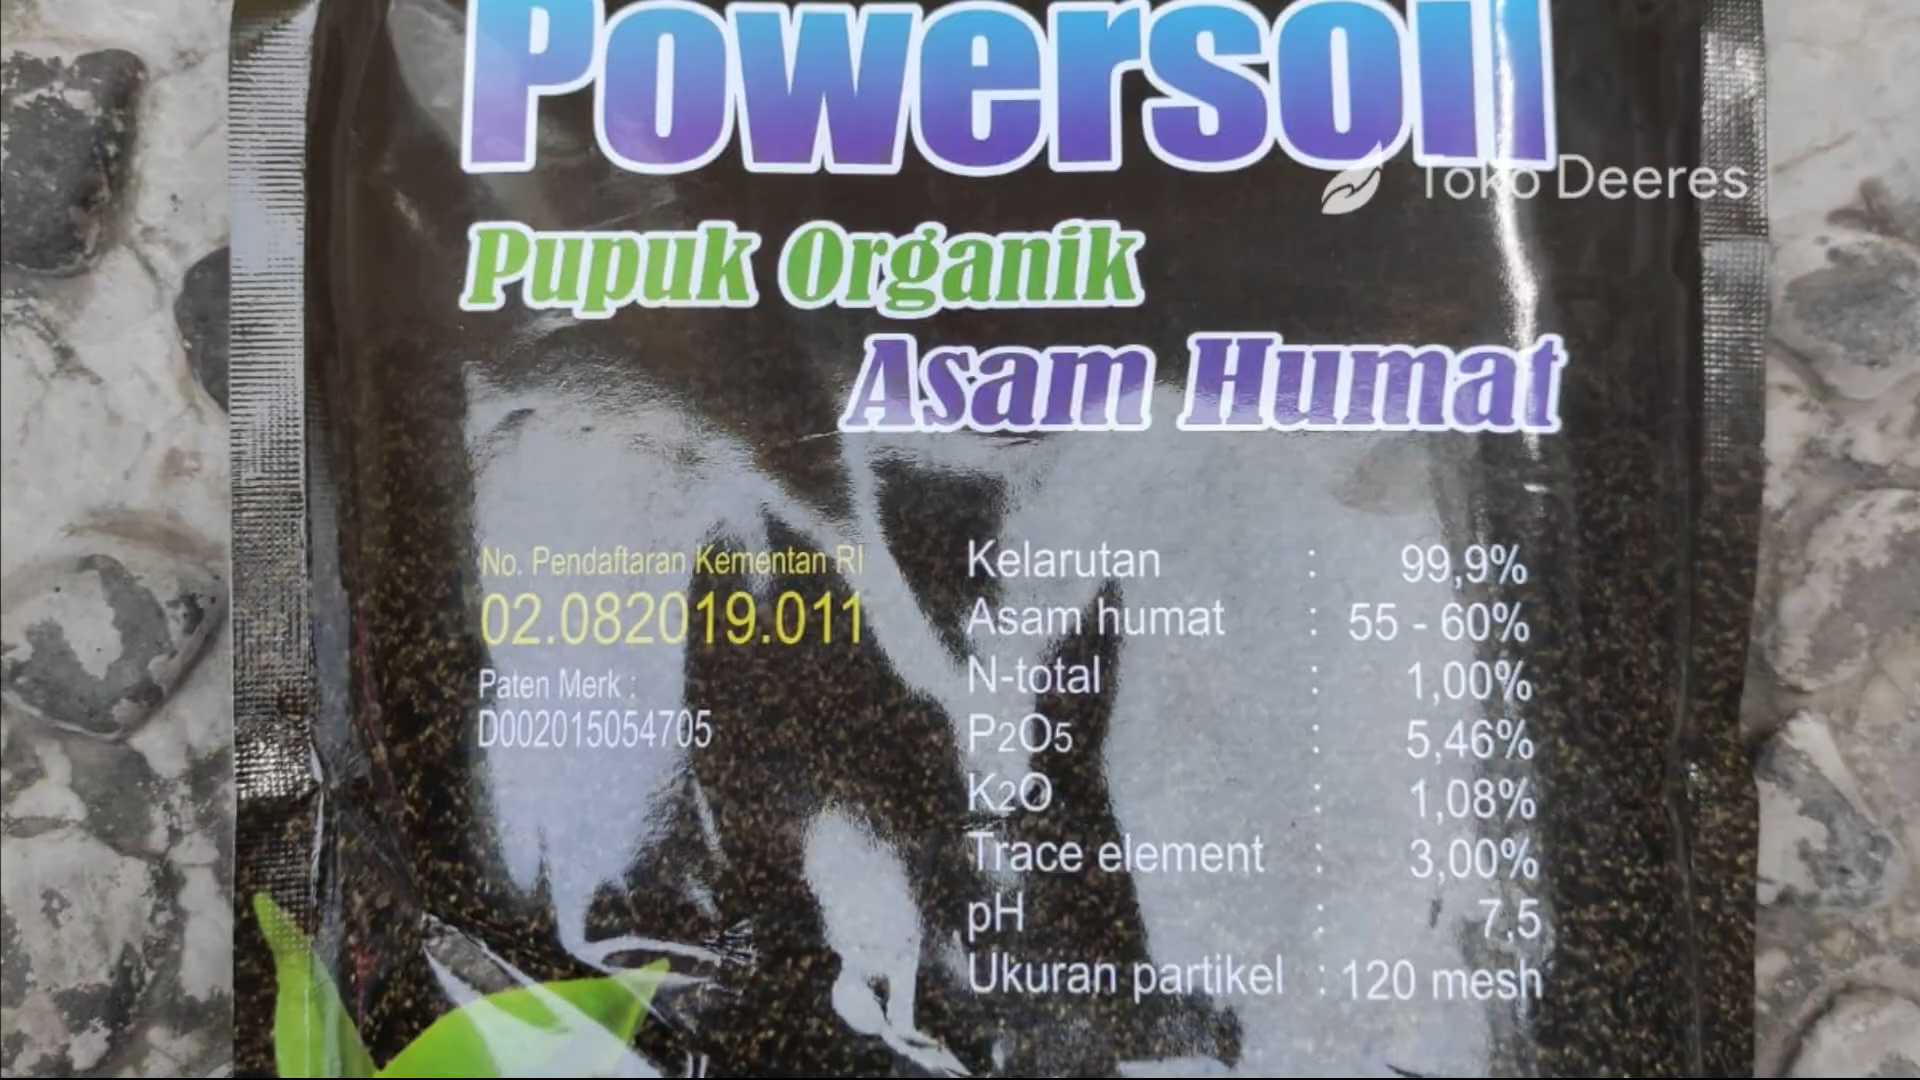 Powersoil
Toko Deeres
Pupuk Organik
Asam Humat
No. Pendaftaran Kementan RI
02.082019.011
Paten Merk :
D002015054705
Kelarutan : 99,9%
Asam humat : 55 - 60%
N-total : 1,00%
P2O5 : 5,46%
K2O : 1,08%
Trace element : 3,00%
pH : 7,5
Ukuran partikel : 120 mesh